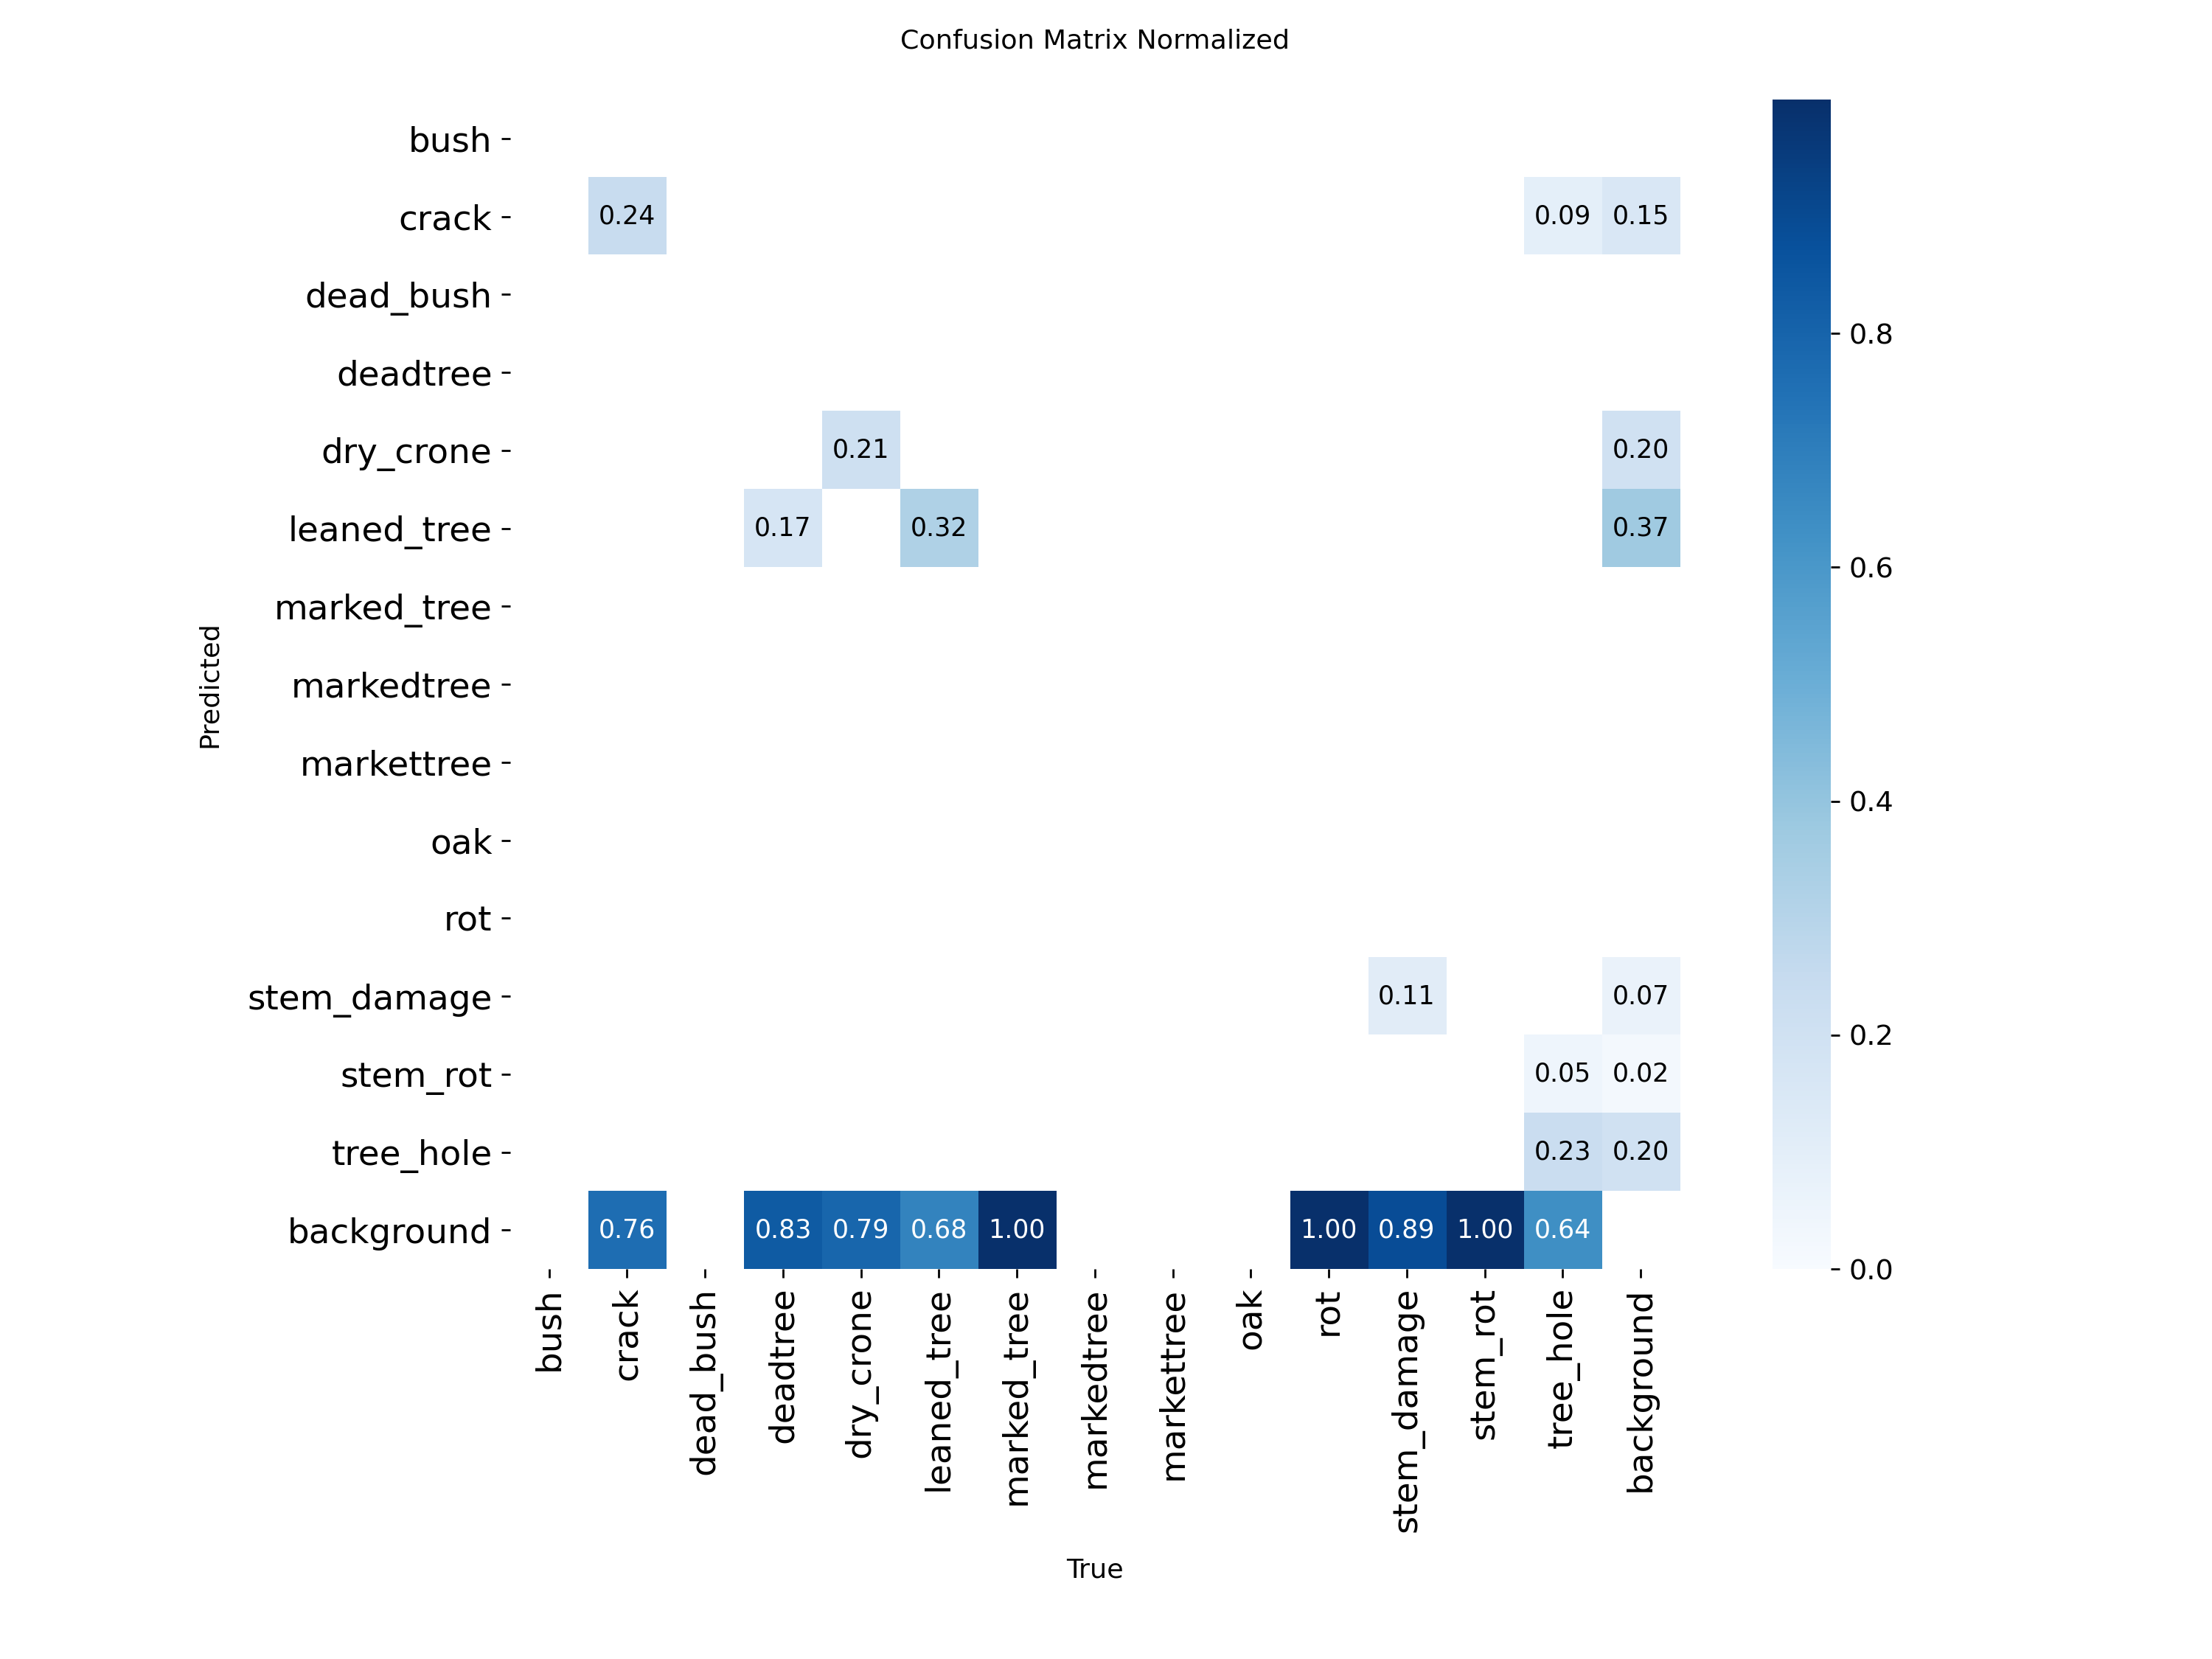 Confusion Matrix Normalized
bush
crack 0.24 0.09 0.15
dead_bush
deadtree
dry_crone 0.21 0.20
leaned_tree 0.17 0.32 0.37
marked_tree
markedtree
markettree
oak
rot
stem_damage 0.11 0.07
stem_rot 0.05 0.02
tree_hole 0.23 0.20
background 0.76 0.83 0.79 0.68 1.00 1.00 0.89 1.00 0.64
bush crack dead_bush deadtree dry_crone leaned_tree marked_tree markedtree markettree oak rot stem_damage stem_rot tree_hole background
True
Predicted
0.8
0.6
0.4
0.2
0.0